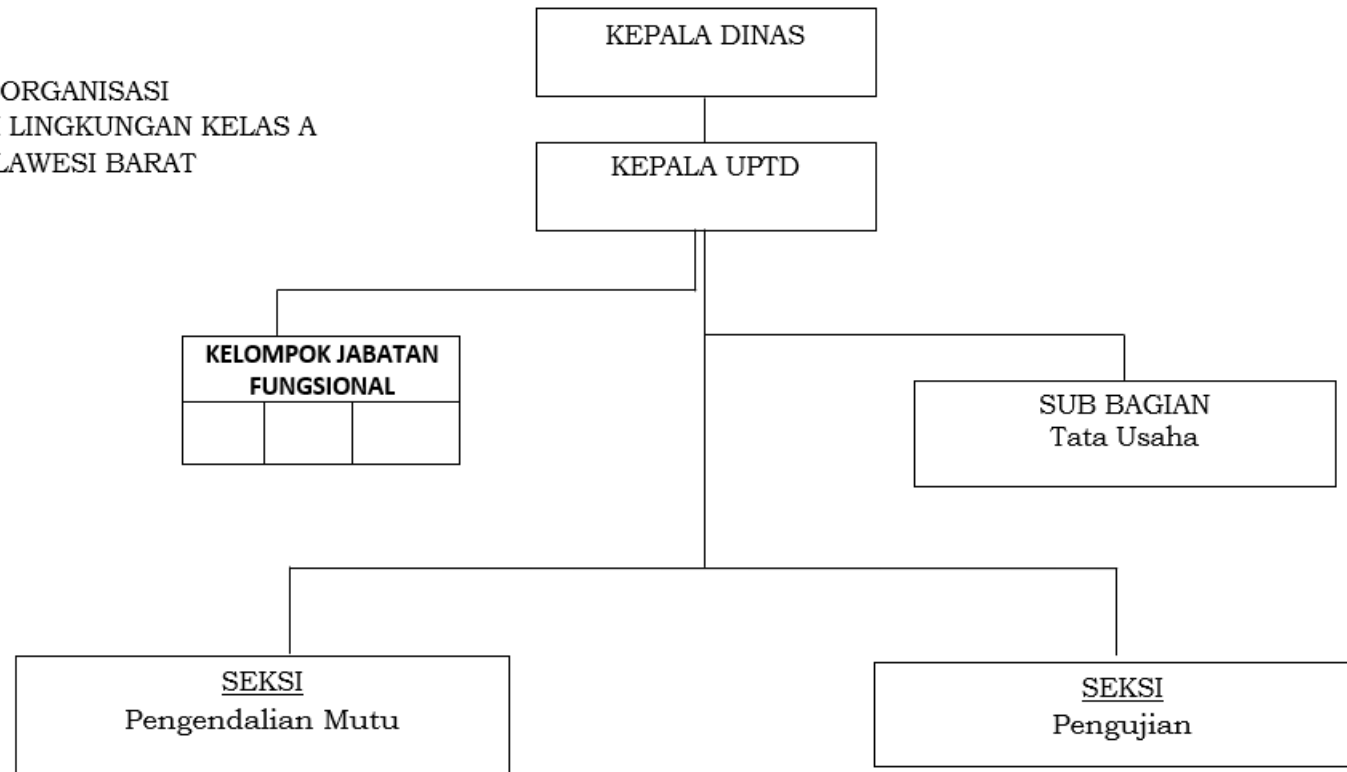 KEPALA DINAS
ORGANISASI
LINGKUNGAN KELAS A
LAWESI BARAT
KEPALA UPTD
KELOMPOK JABATAN
FUNGSIONAL
SUB BAGIAN
Tata Usaha
SEKSI
Pengendalian Mutu
SEKSI
Pengujian